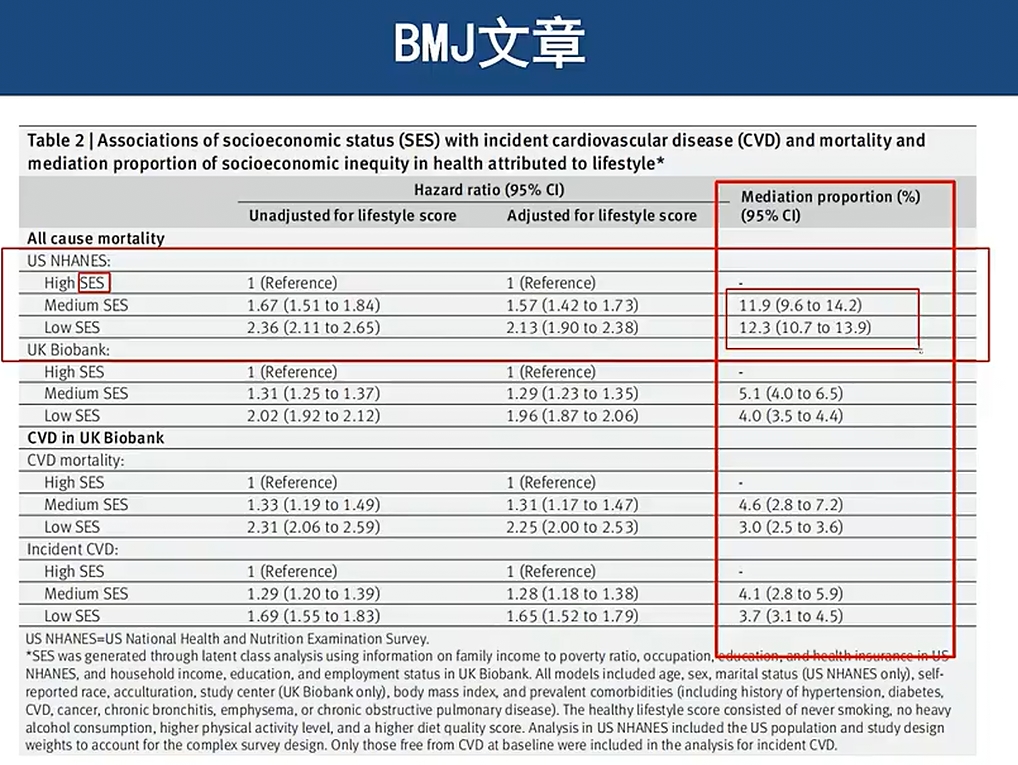 BMJ文章
Table 2 | Associations of socioeconomic status (SES) with incident cardiovascular disease (CVD) and mortality and
mediation proportion of socioeconomic inequity in health attributed to lifestyle*
Hazard ratio (95% CI)
Mediation proportion (%)
(95% CI)
Unadjusted for lifestyle score Adjusted for lifestyle score
All cause mortality
US NHANES:
High SES 1 (Reference) 1 (Reference) -
Medium SES 1.67 (1.51 to 1.84) 1.57 (1.42 to 1.73) 11.9 (9.6 to 14.2)
Low SES 2.36 (2.11 to 2.65) 2.13 (1.90 to 2.38) 12.3 (10.7 to 13.9)
UK Biobank:
High SES 1 (Reference) 1 (Reference) -
Medium SES 1.31 (1.25 to 1.37) 1.29 (1.23 to 1.35) 5.1 (4.0 to 6.5)
Low SES 2.02 (1.92 to 2.12) 1.96 (1.87 to 2.06) 4.0 (3.5 to 4.4)
CVD in UK Biobank
CVD mortality:
High SES 1 (Reference) 1 (Reference) -
Medium SES 1.33 (1.19 to 1.49) 1.31 (1.17 to 1.47) 4.6 (2.8 to 7.2)
Low SES 2.31 (2.06 to 2.59) 2.25 (2.00 to 2.53) 3.0 (2.5 to 3.6)
Incident CVD:
High SES 1 (Reference) 1 (Reference) -
Medium SES 1.29 (1.20 to 1.39) 1.28 (1.18 to 1.38) 4.1 (2.8 to 5.9)
Low SES 1.69 (1.55 to 1.83) 1.65 (1.52 to 1.79) 3.7 (3.1 to 4.5)
US NHANES=US National Health and Nutrition Examination Survey.
*SES was generated through latent class analysis using information on family income to poverty ratio, occupation, education, and health insurance in US
NHANES, and household income, education, and employment status in UK Biobank. All models included age, sex, marital status (US NHANES only), self-
reported race, acculturation, study center (UK Biobank only), body mass index, and prevalent comorbidities (including history of hypertension, diabetes,
CVD, cancer, chronic bronchitis, emphysema, or chronic obstructive pulmonary disease). The healthy lifestyle score consisted of never smoking, no heavy
alcohol consumption, higher physical activity level, and a higher diet quality score. Analysis in US NHANES included the US population and study design
weights to account for the complex survey design. Only those free from CVD at baseline were included in the analysis for incident CVD.